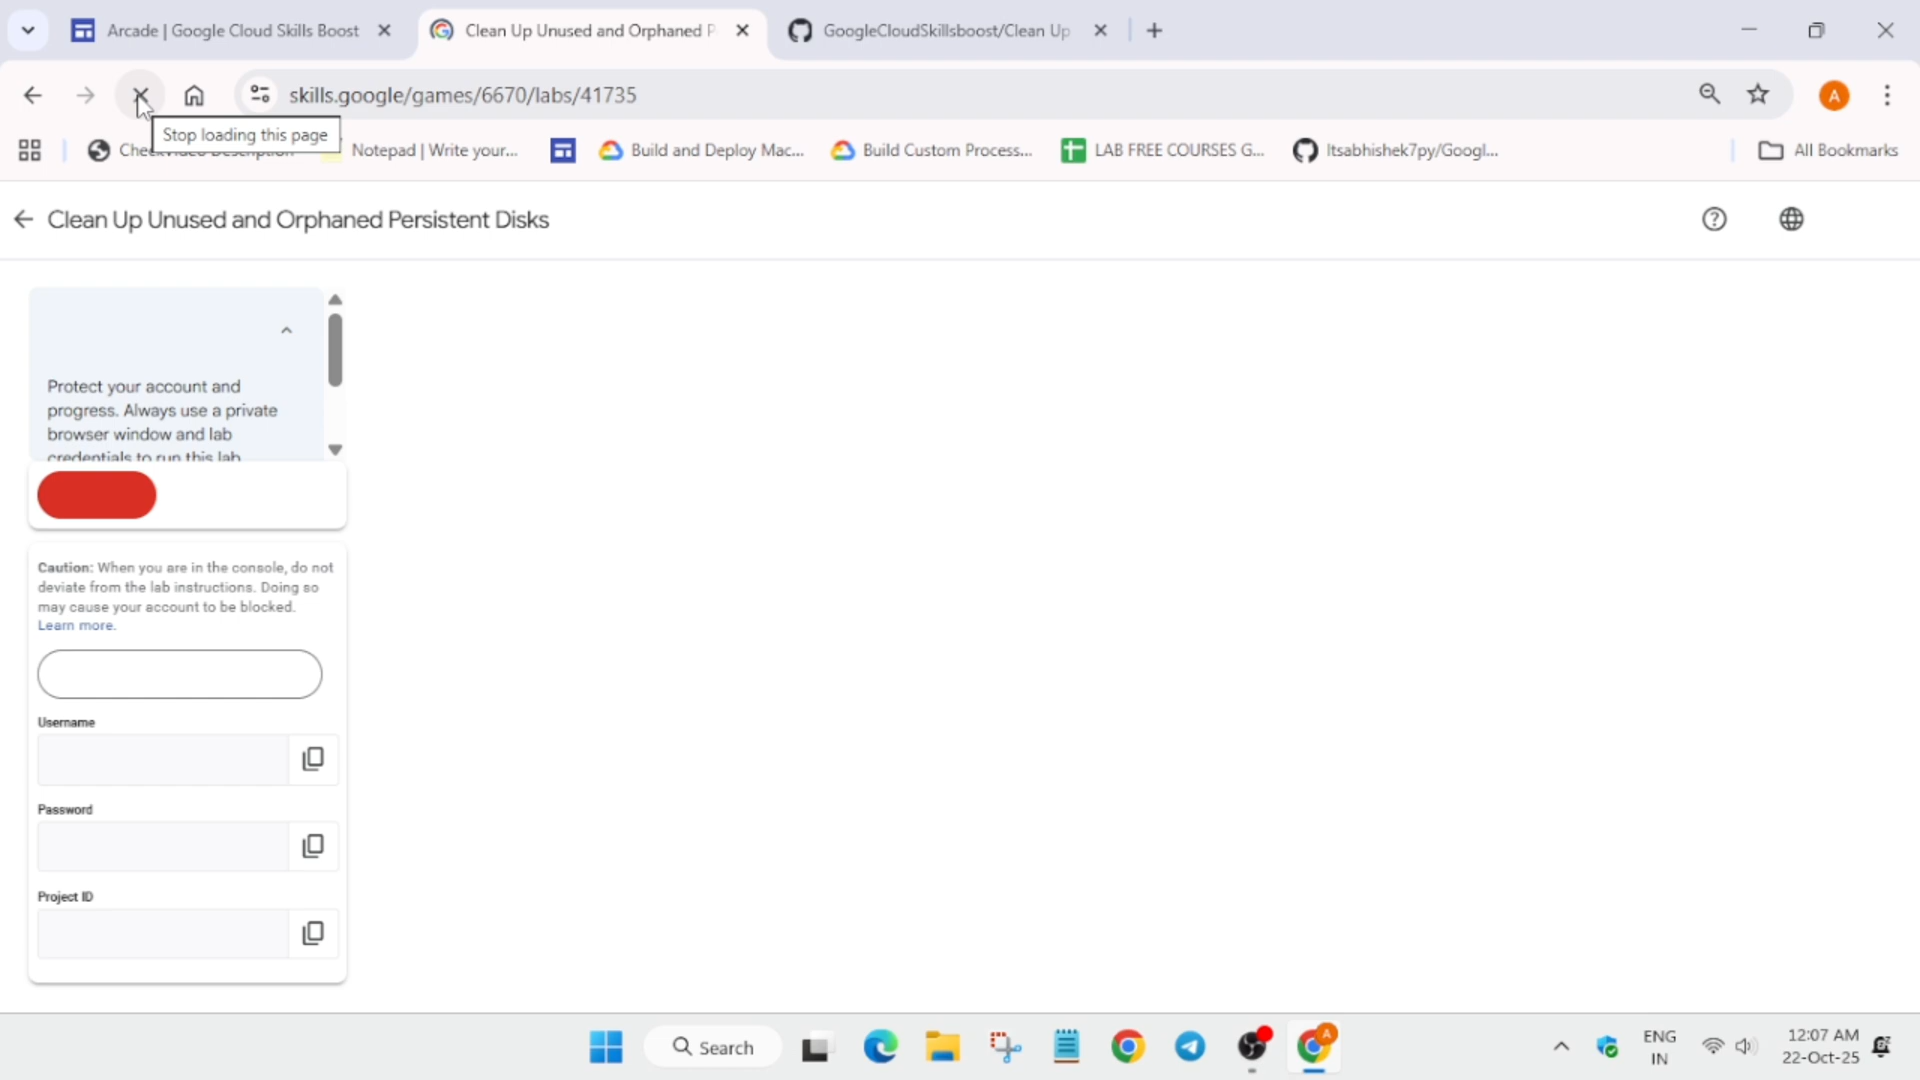 Arcade | Google Cloud Skills Boost
Clean Up Unused and Orphaned P
GoogleCloudSkillsboost/Clean Up
skills.google/games/6670/labs/41735
A
Stop loading this page
Notepad | Write your...
Build and Deploy Mac...
Build Custom Process...
LAB FREE COURSES G...
Itsabhishek7py/Googl...
All Bookmarks
Clean Up Unused and Orphaned Persistent Disks
Protect your account and
progress. Always use a private
browser window and lab
credentials to run this lab
Caution: When you are in the console, do not
deviate from the lab instructions. Doing so
may cause your account to be blocked.
Learn more.
Username
Password
Project ID
Search
A
ENG
IN
12:07 AM
22-Oct-25